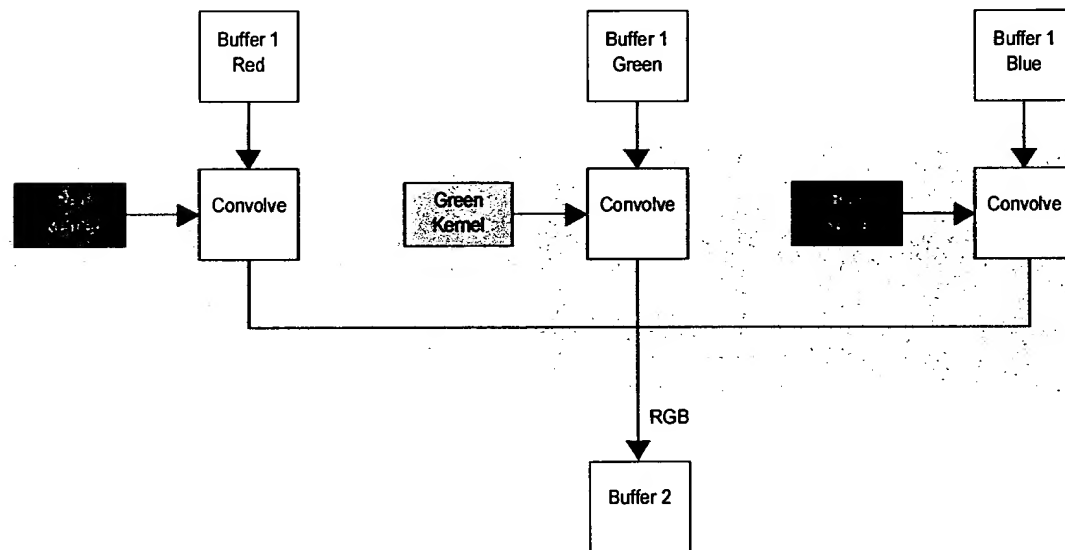 Buffer 1
Red
Buffer 1
Green
Buffer 1
Blue
Convolve
Green
Kernel
Convolve
Convolve
RGB
Buffer 2